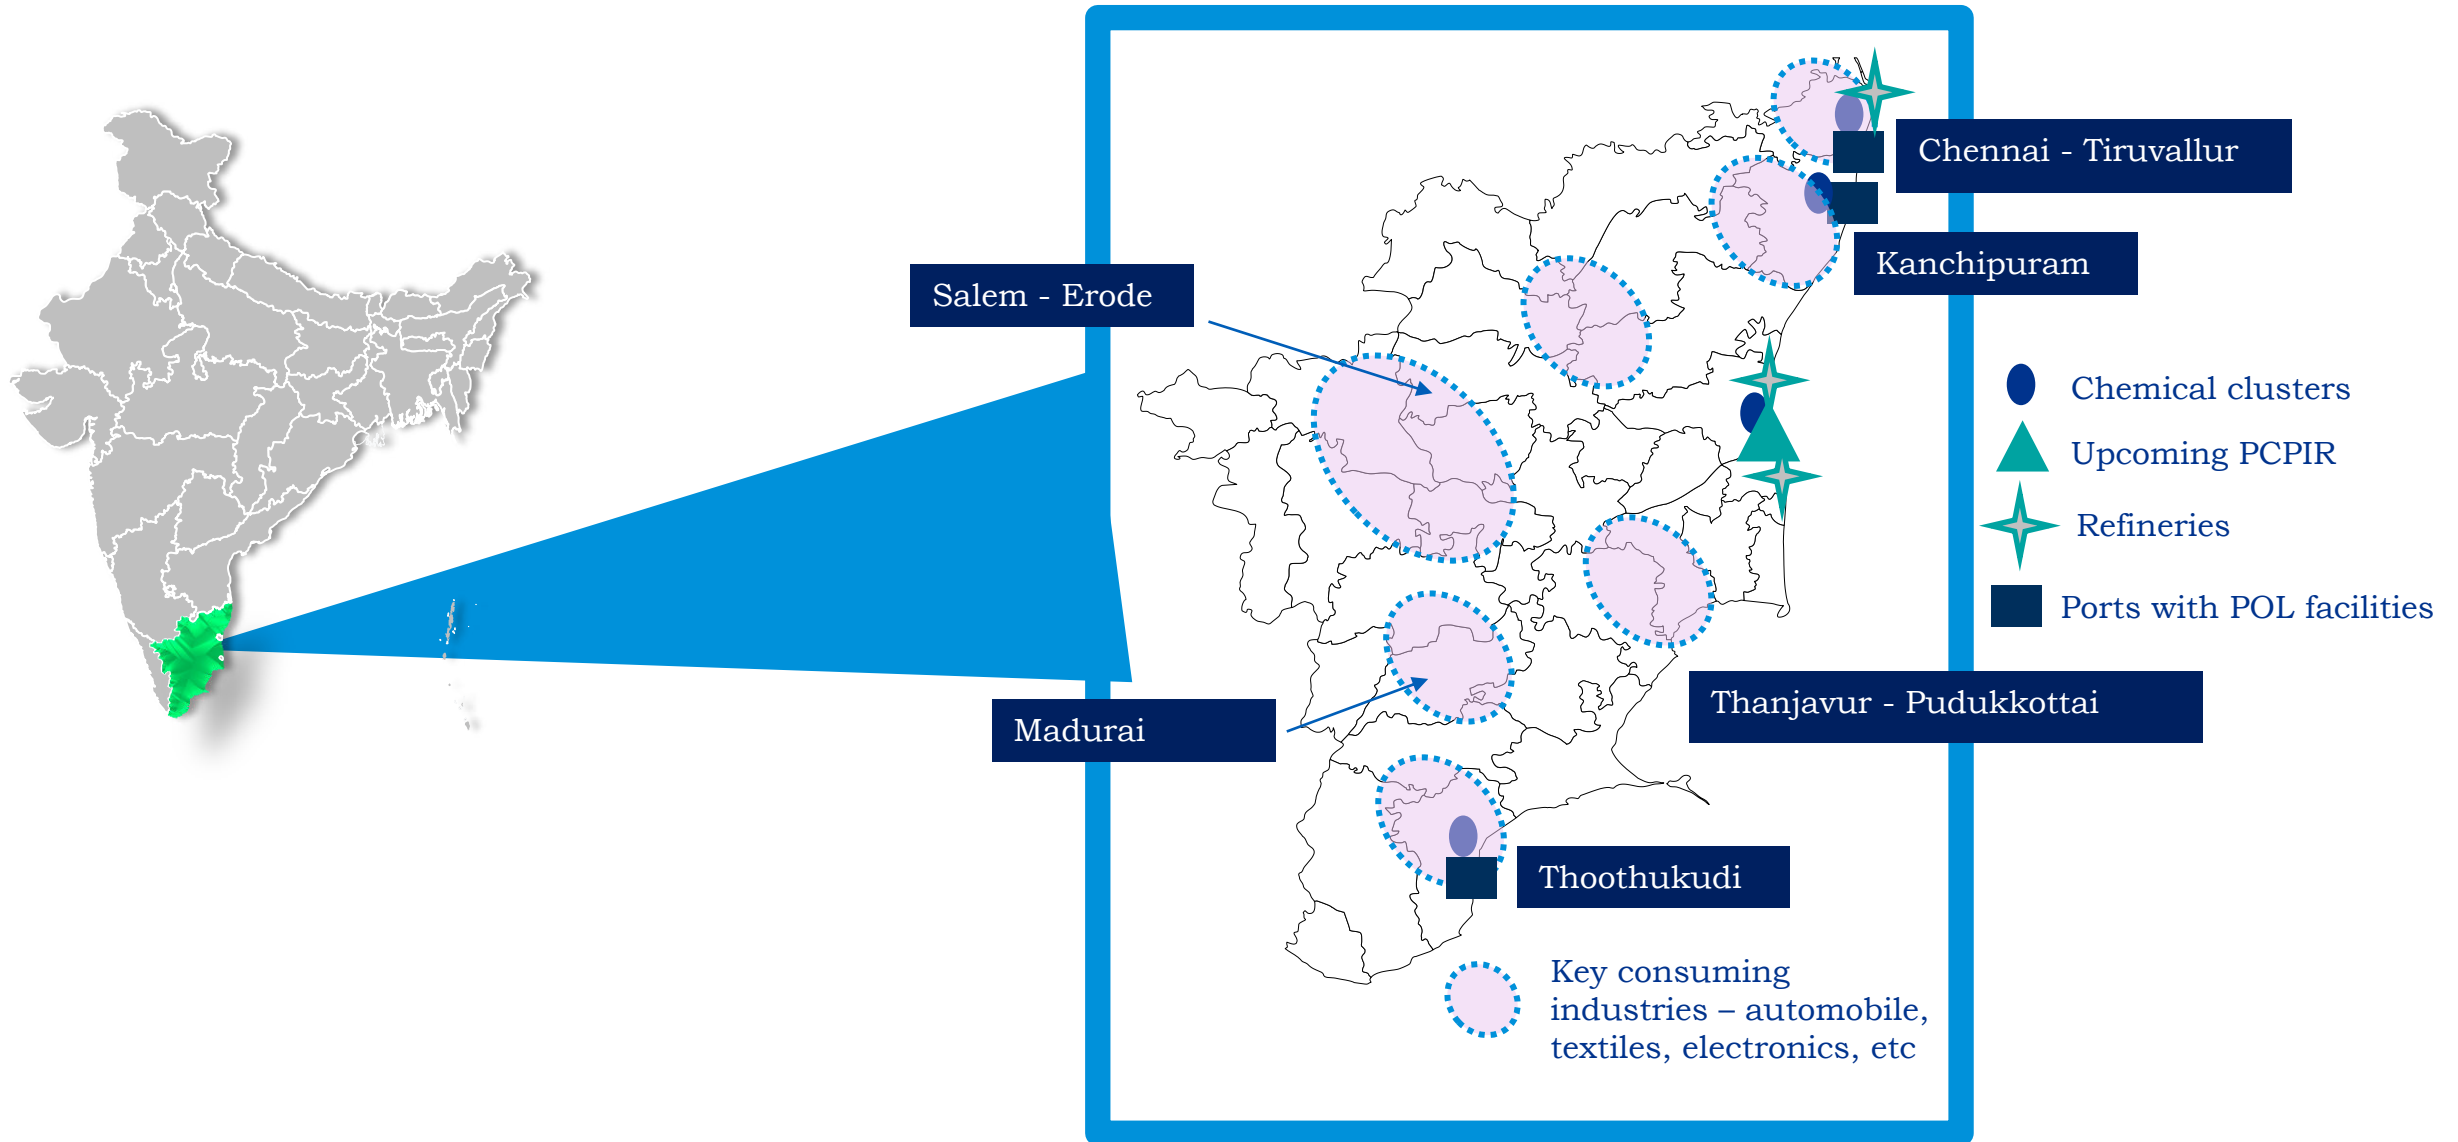 Chennai - Tiruvallur
Kanchipuram
Salem - Erode
Chemical clusters
Upcoming PCPIR
Refineries
Ports with POL facilities
Thanjavur - Pudukkottai
Madurai
Thoothukudi
Key consuming
industries – automobile,
textiles, electronics, etc